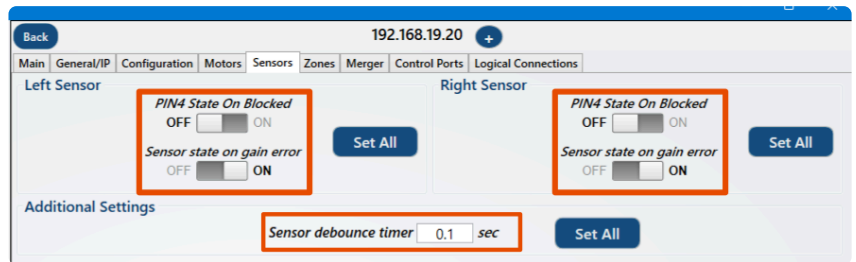 Back 192.168.19.20 +
Main General/IP Configuration Motors Sensors Zones Merger Control Ports Logical Connections
Left Sensor Right Sensor
PIN4 State On Blocked PIN4 State On Blocked
OFF ON OFF ON
Set All Set All
Sensor state on gain error Sensor state on gain error
OFF ON OFF ON
Additional Settings
Sensor debounce timer 0.1 sec Set All